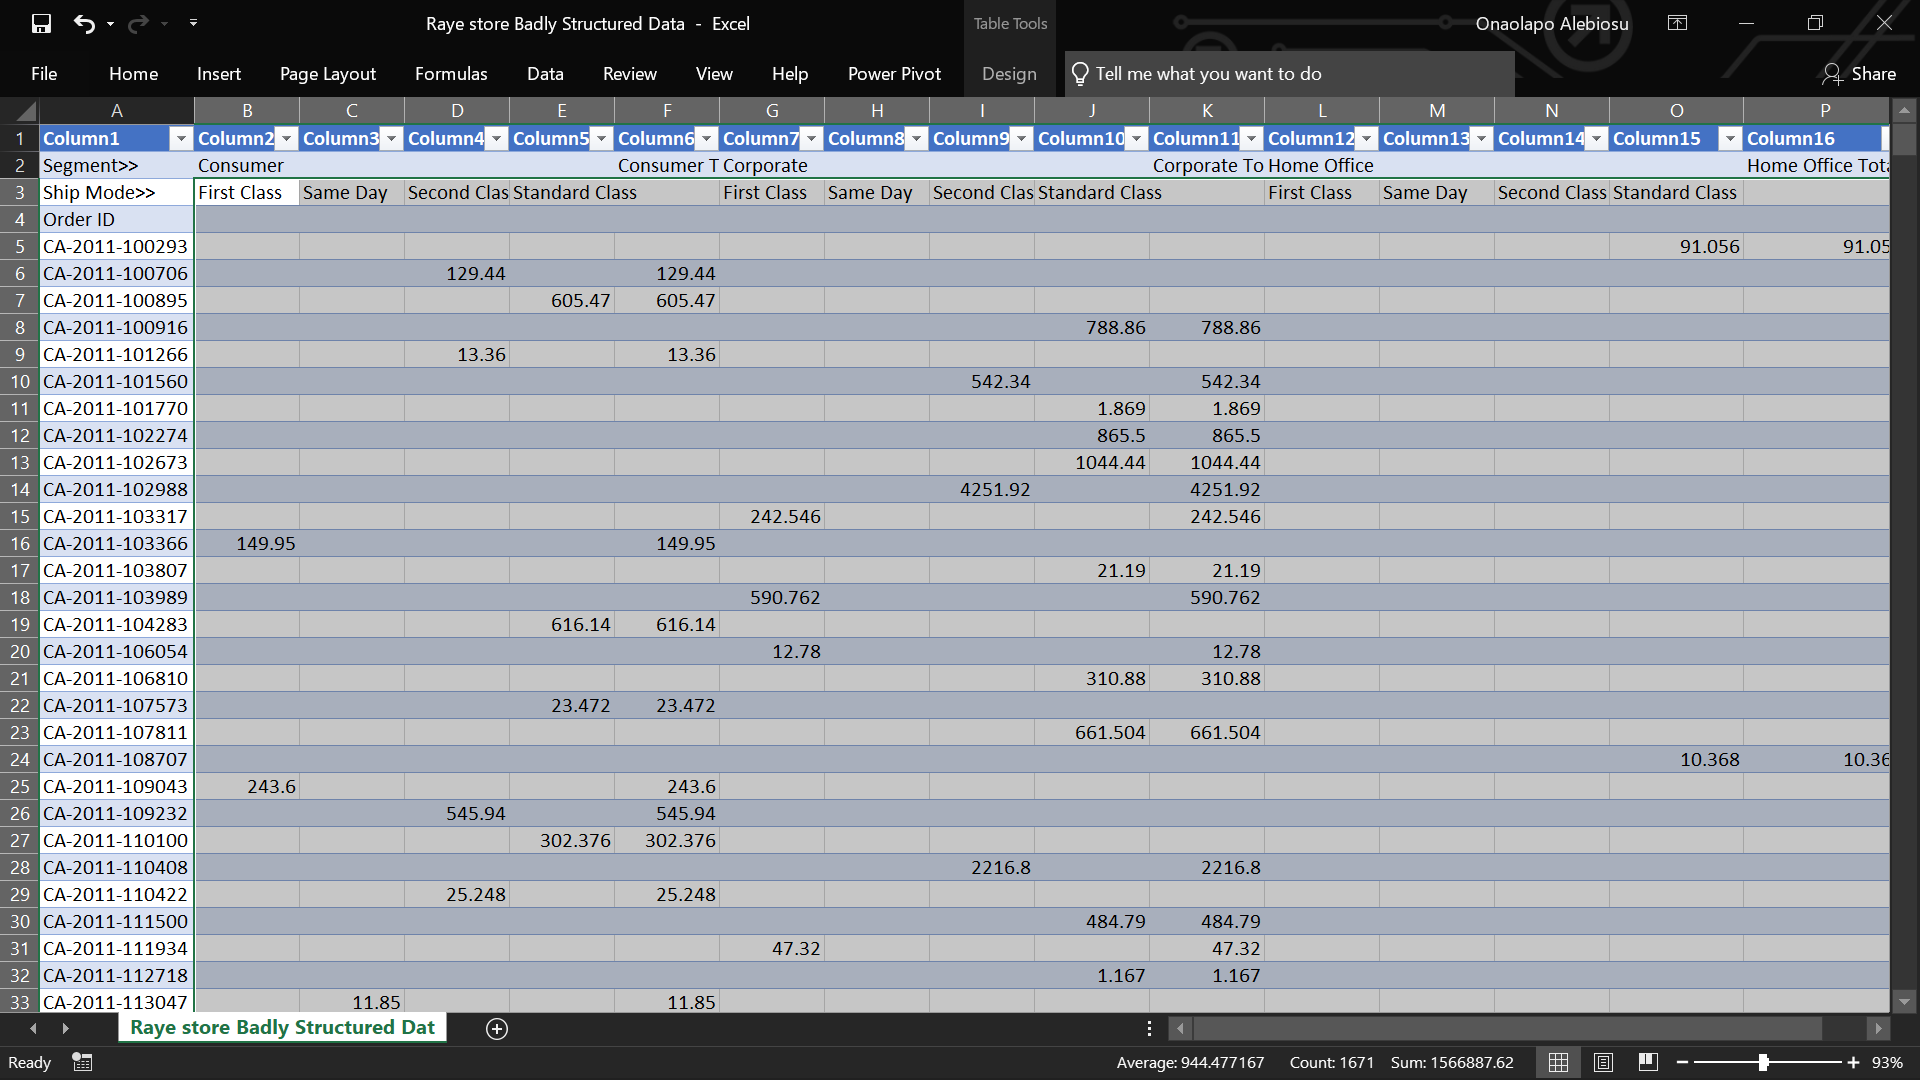 Raye store Badly Structured Data - Excel
Table Tools
Onaolapo Alebiosu
File Home Insert Page Layout Formulas Data Review View Help Power Pivot Design Tell me what you want to do Share
A B C D E F G H I J K L M N O P
1 Column1 Column2 Column3 Column4 Column5 Column6 Column7 Column8 Column9 Column10 Column11 Column12 Column13 Column14 Column15 Column16
2 Segment>> Consumer Consumer T Corporate Corporate To Home Office Home Office Tota
3 Ship Mode>> First Class Same Day Second Clas Standard Class First Class Same Day Second Clas Standard Class First Class Same Day Second Class Standard Class
4 Order ID
5 CA-2011-100293 91.056 91.05
6 CA-2011-100706 129.44 129.44
7 CA-2011-100895 605.47 605.47
8 CA-2011-100916 788.86 788.86
9 CA-2011-101266 13.36 13.36
10 CA-2011-101560 542.34 542.34
11 CA-2011-101770 1.869 1.869
12 CA-2011-102274 865.5 865.5
13 CA-2011-102673 1044.44 1044.44
14 CA-2011-102988 4251.92 4251.92
15 CA-2011-103317 242.546 242.546
16 CA-2011-103366 149.95 149.95
17 CA-2011-103807 21.19 21.19
18 CA-2011-103989 590.762 590.762
19 CA-2011-104283 616.14 616.14
20 CA-2011-106054 12.78 12.78
21 CA-2011-106810 310.88 310.88
22 CA-2011-107573 23.472 23.472
23 CA-2011-107811 661.504 661.504
24 CA-2011-108707 10.368 10.36
25 CA-2011-109043 243.6 243.6
26 CA-2011-109232 545.94 545.94
27 CA-2011-110100 302.376 302.376
28 CA-2011-110408 2216.8 2216.8
29 CA-2011-110422 25.248 25.248
30 CA-2011-111500 484.79 484.79
31 CA-2011-111934 47.32 47.32
32 CA-2011-112718 1.167 1.167
33 CA-2011-113047 11.85 11.85
Raye store Badly Structured Dat
Ready Average: 944.477167 Count: 1671 Sum: 1566887.62 93%